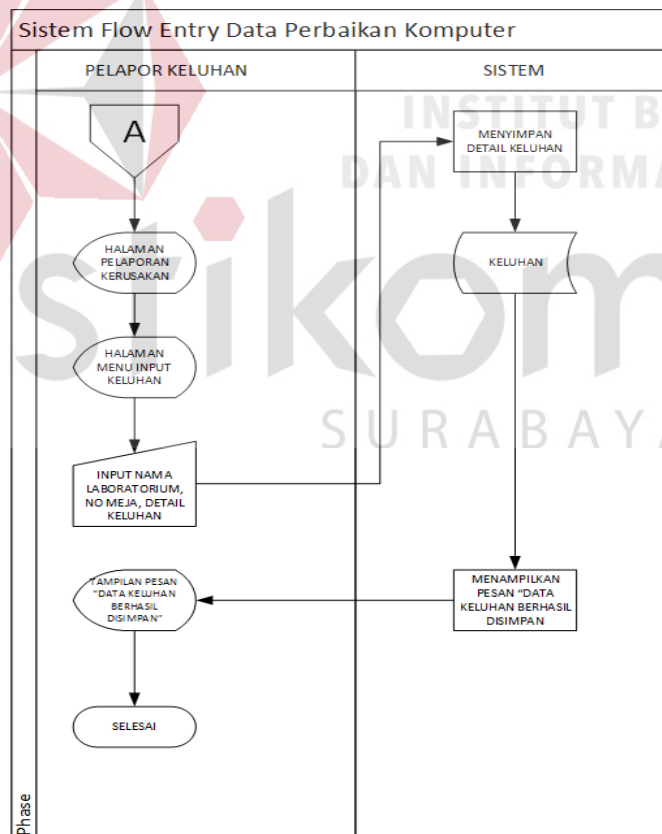 Sistem Flow Entry Data Perbaikan Komputer
PELAPOR KELUHAN
SISTEM
A
HALAMAN
PELAPORAN
KERUSAKAN
HALAMAN
MENU INPUT
KELUHAN
INPUT NAMA
LABORATORIUM,
NO MEJA, DETAIL
KELUHAN
MENYIMPAN
DETAIL KELUHAN
KELUHAN
MENAMPILKAN
PESAN “DATA
KELUHAN BERHASIL
DISIMPAN
TAMPILAN PESAN
“DATA KELUHAN
BERHASIL
DISIMPAN”
SELESAI
Phase
INSTITUT B
DAN INFORMA
stikom
SURABAYA